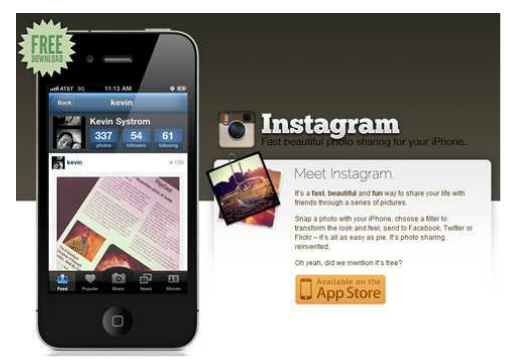 FREE
DOWNLOAD
AT&T 3G 11:13 AM
Back
kevin
Kevin Systrom
337 54 61
photos followers following
kevin
Feed Popular Share News
Instagram
Fast beautiful photo sharing for your iPhone.
Meet Instagram.
It's a fast, beautiful and fun way to share your life with
friends through a series of pictures.
Snap a photo with your iPhone, choose a filter to
transform the look and feel, send to Facebook, Twitter or
Flickr – it's all as easy as pie. It's photo sharing,
reinvented.
Oh yeah, did we mention it's free?
Available on the
App Store